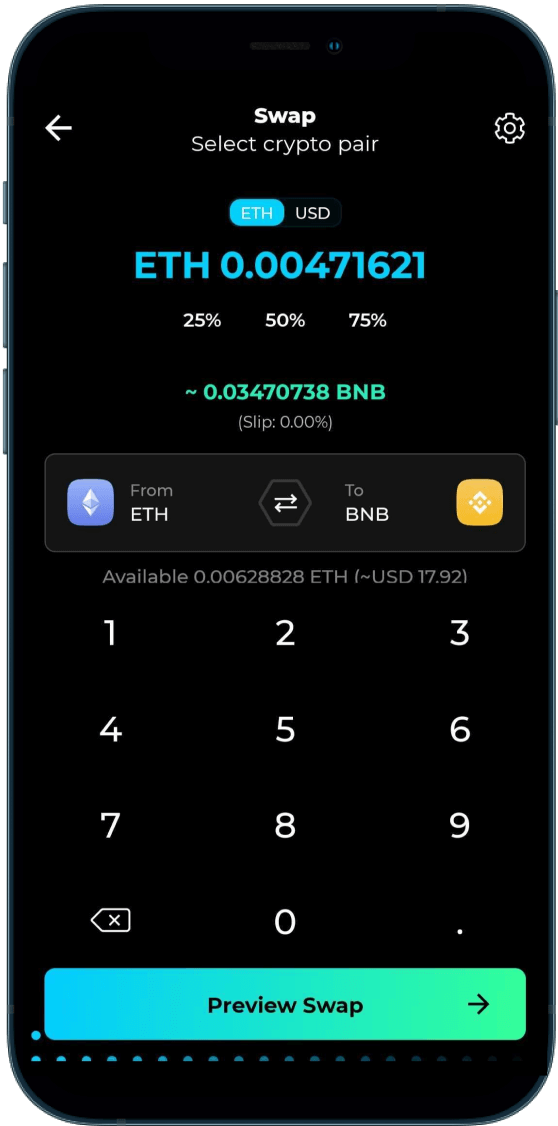 Swap
Select crypto pair
ETH USD
ETH 0.00471621
25% 50% 75%
~ 0.03470738 BNB
(Slip: 0.00%)
From To
ETH BNB
Available 0.00628828 ETH (~USD 17.92)
1 2 3
4 5 6
7 8 9
0 .
Preview Swap